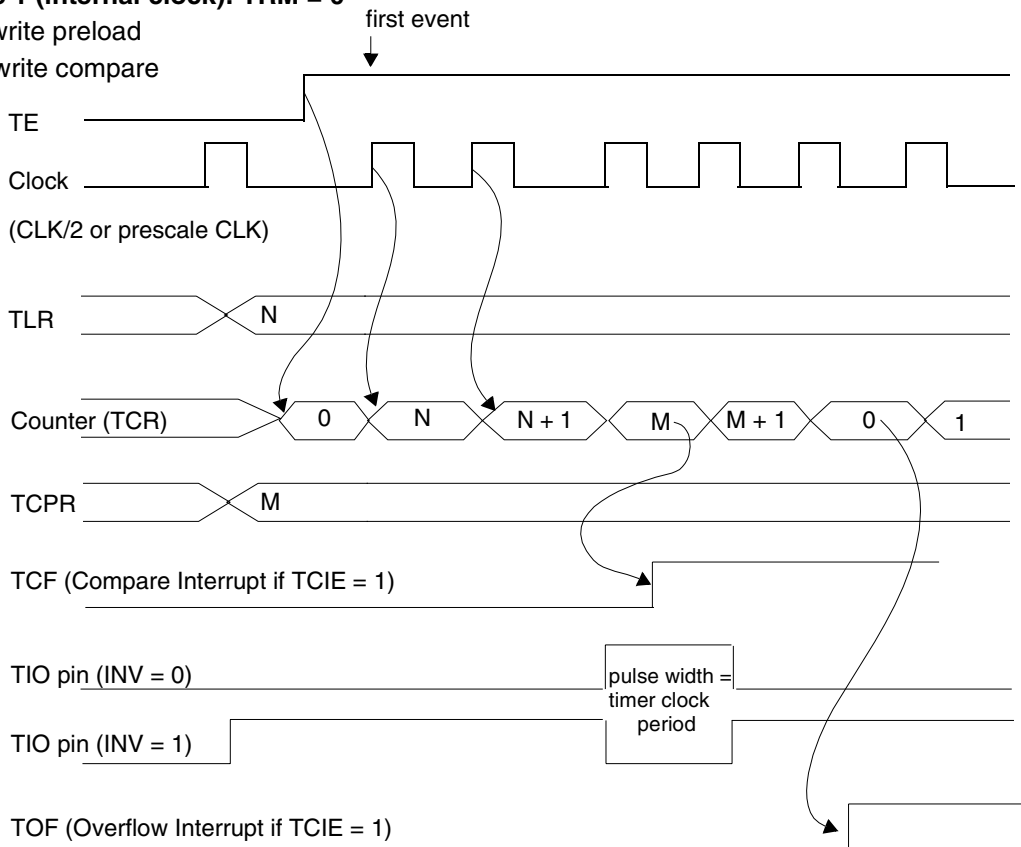 first event
write preload
write compare
TE
Clock
(CLK/2 or prescale CLK)
TLR
N
Counter (TCR)
0
N
N + 1
M
M + 1
0
1
TCPR
M
TCF (Compare Interrupt if TCIE = 1)
TIO pin (INV = 0)
pulse width =
timer clock
period
TIO pin (INV = 1)
TOF (Overflow Interrupt if TCIE = 1)